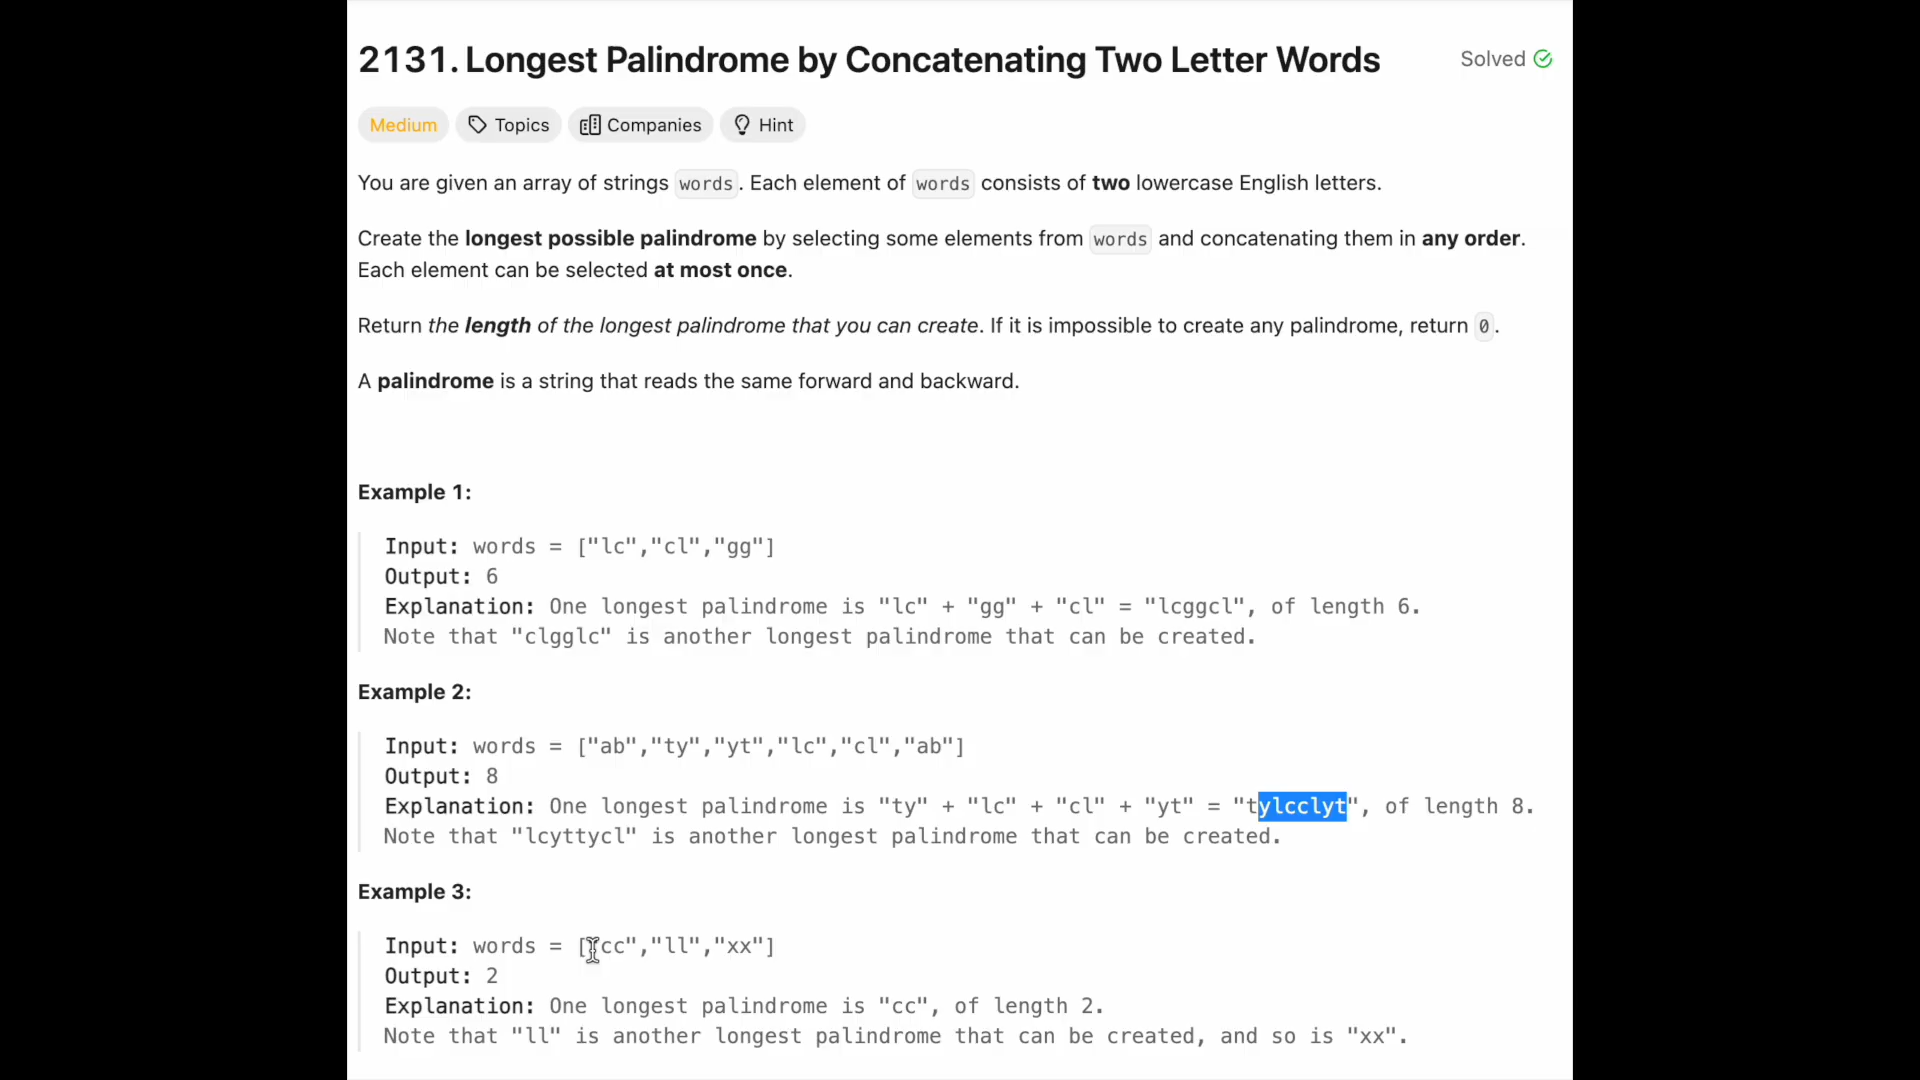 2131. Longest Palindrome by Concatenating Two Letter Words
Solved
Medium Topics Companies Hint
You are given an array of strings words. Each element of words consists of two lowercase English letters.
Create the longest possible palindrome by selecting some elements from words and concatenating them in any order.
Each element can be selected at most once.
Return the length of the longest palindrome that you can create. If it is impossible to create any palindrome, return 0.
A palindrome is a string that reads the same forward and backward.
Example 1:
Input: words = ["lc","cl","gg"]
Output: 6
Explanation: One longest palindrome is "lc" + "gg" + "cl" = "lcggcl", of length 6.
Note that "clgglc" is another longest palindrome that can be created.
Example 2:
Input: words = ["ab","ty","yt","lc","cl","ab"]
Output: 8
Explanation: One longest palindrome is "ty" + "lc" + "cl" + "yt" = "tylcclyt", of length 8.
Note that "lcyttycl" is another longest palindrome that can be created.
Example 3:
Input: words = ["cc","ll","xx"]
Output: 2
Explanation: One longest palindrome is "cc", of length 2.
Note that "ll" is another longest palindrome that can be created, and so is "xx".